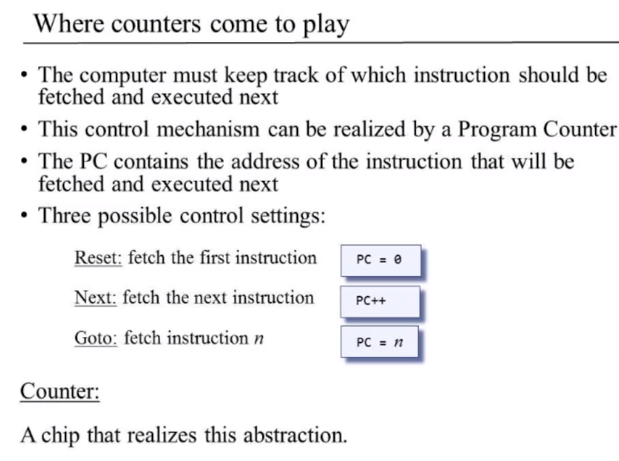 Where counters come to play
• The computer must keep track of which instruction should be
fetched and executed next
• This control mechanism can be realized by a Program Counter
• The PC contains the address of the instruction that will be
fetched and executed next
• Three possible control settings:
Reset: fetch the first instruction PC = 0
Next: fetch the next instruction PC++
Goto: fetch instruction n PC = n
Counter:
A chip that realizes this abstraction.